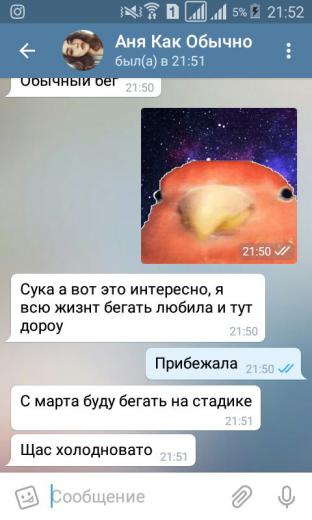 5% 21:52
Аня Как Обычно
был(а) в 21:51
Обычный бег 21:50
21:50
Сука а вот это интересно, я
всю жизнт бегать любила и тут
дороу
21:50
Прибежала 21:50
С марта буду бегать на стадике
21:51
Щас холодновато 21:51
Сообщение